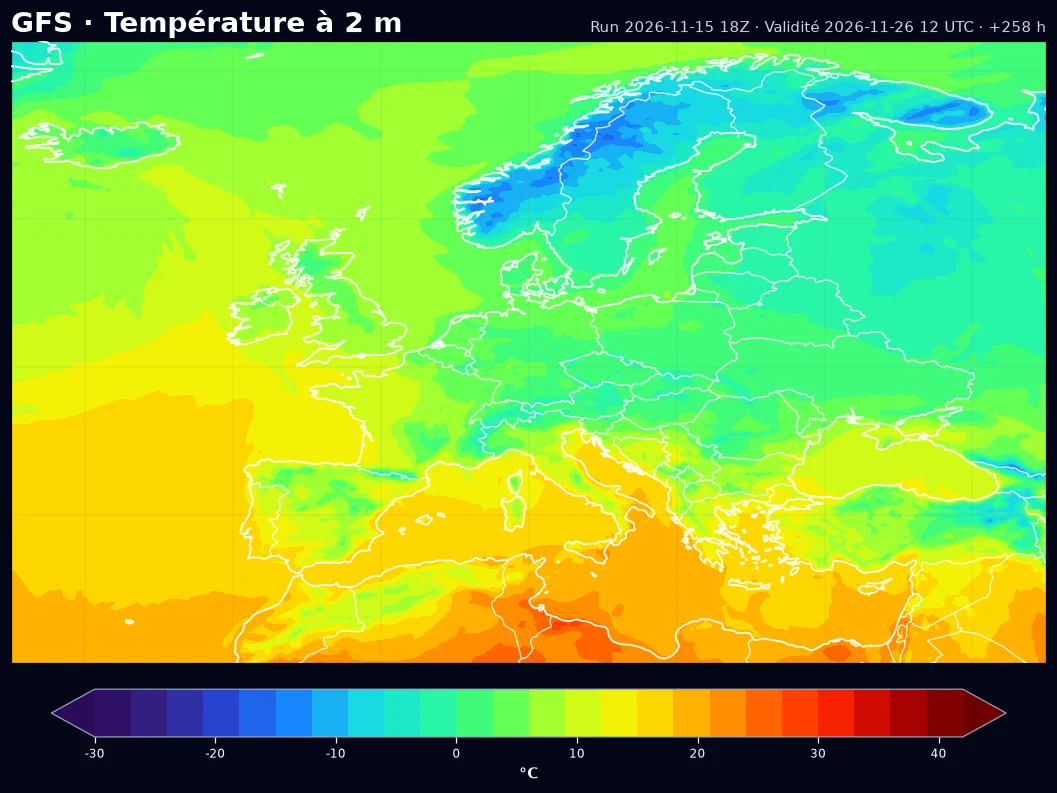 GFS · Température à 2 m
Run 2026-11-15 18Z · Validité 2026-11-26 12 UTC · +258 h
-30 -20 -10 0 10 20 30 40
°C